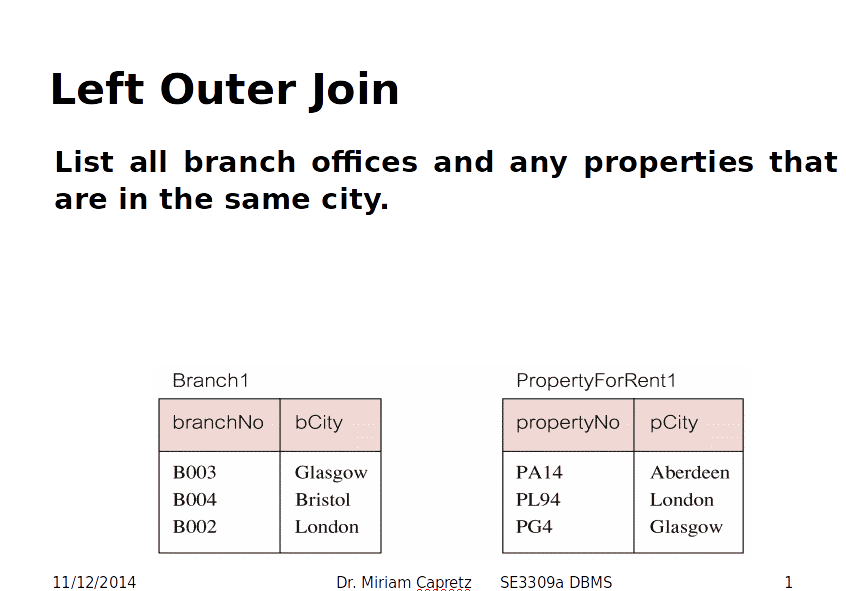 Left Outer Join
List all branch offices and any properties that
are in the same city.
Branch1
branchNo bCity
B003 Glasgow
B004 Bristol
B002 London
PropertyForRent1
propertyNo pCity
PA14 Aberdeen
PL94 London
PG4 Glasgow
11/12/2014 Dr. Miriam Capretz SE3309a DBMS 1